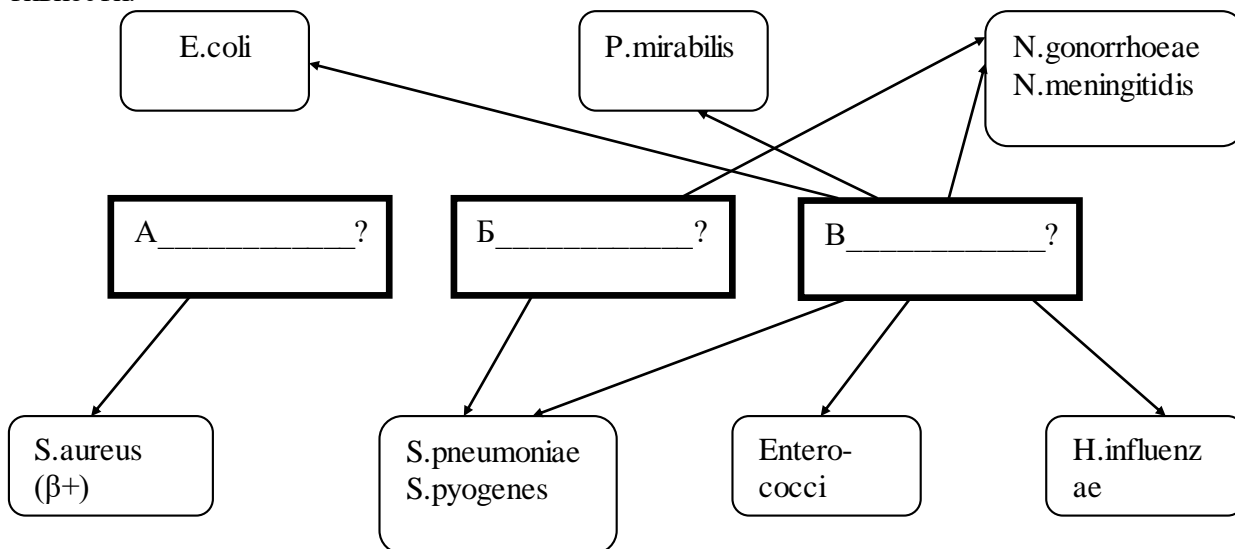 E.coli
P.mirabilis
N.gonorrhoeae
N.meningitidis
А____________?
Б____________?
В____________?
S.aureus
(β+)
S.pneumoniae
S.pyogenes
Entero-
cocci
H.influenz
ae